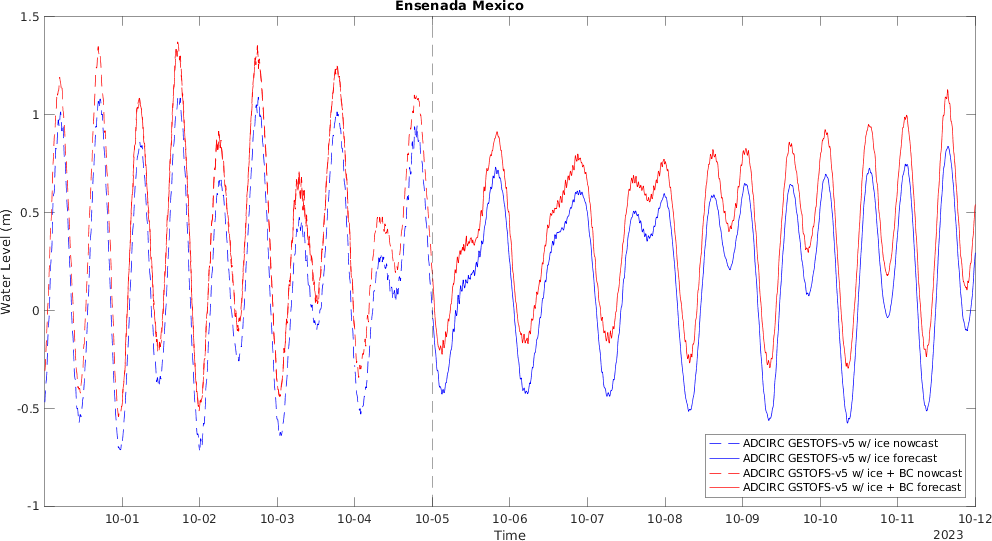 Ensenada Mexico
1.5
1
0.5
0
-0.5
-1
Water Level (m)
10-01
10-02
10-03
10-04
10-05
10-06
10-07
10-08
10-09
10-10
10-11
10-12
Time
2023
ADCIRC GESTOFS-v5 w/ ice nowcast
ADCIRC GESTOFS-v5 w/ ice forecast
ADCIRC GSTOFS-v5 w/ ice + BC nowcast
ADCIRC GSTOFS-v5 w/ ice + BC forecast